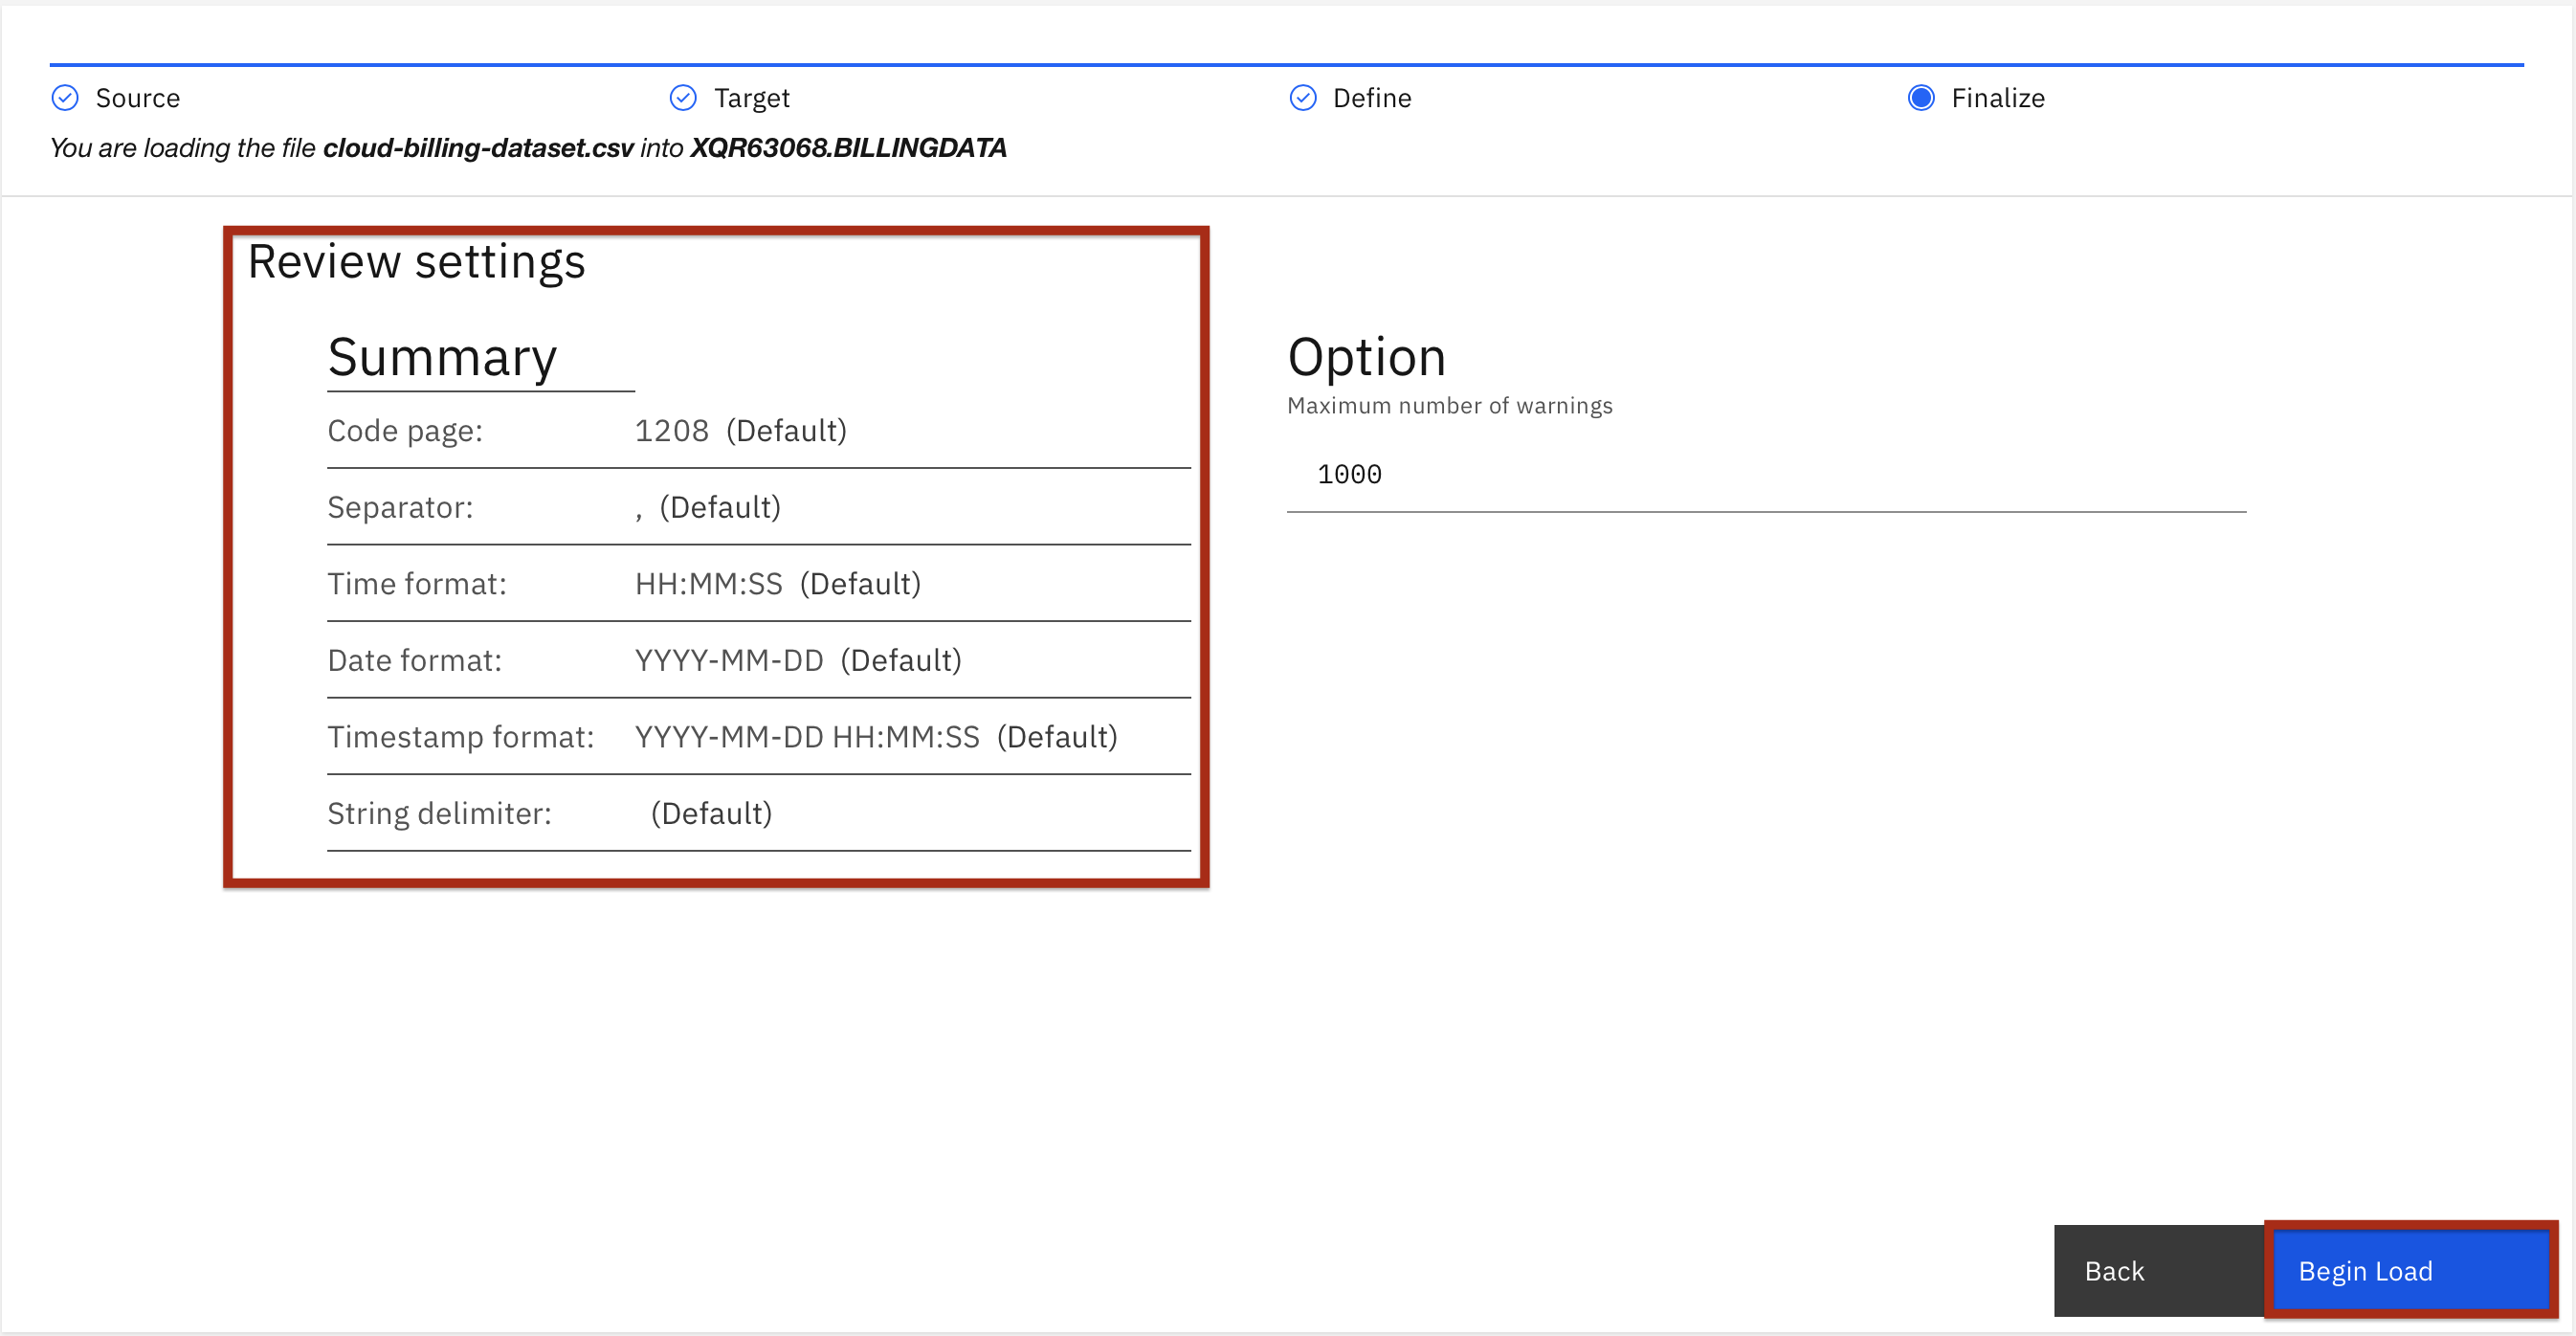 Source
Target
Define
Finalize
You are loading the file cloud-billing-dataset.csv into XQR63068.BILLINGDATA
Review settings
Summary
Code page: 1208 (Default)
Separator: , (Default)
Time format: HH:MM:SS (Default)
Date format: YYYY-MM-DD (Default)
Timestamp format: YYYY-MM-DD HH:MM:SS (Default)
String delimiter: (Default)
Option
Maximum number of warnings
1000
Back
Begin Load